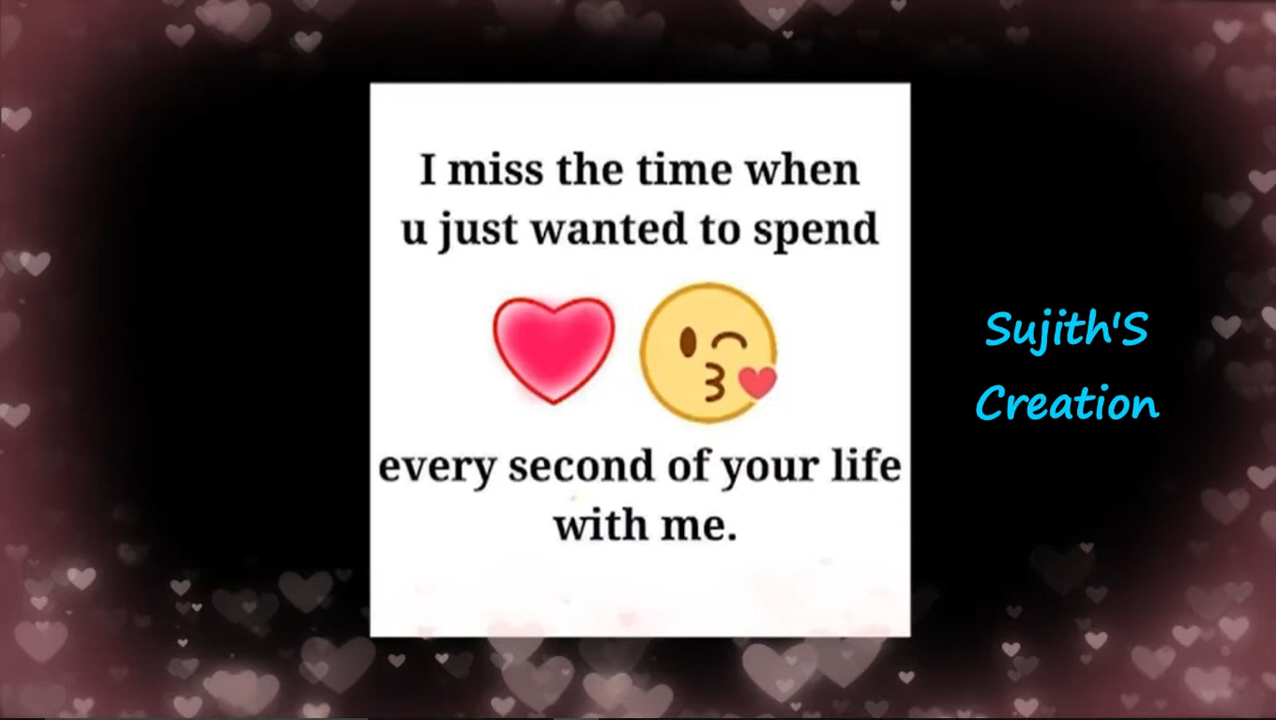 I miss the time when
u just wanted to spend
every second of your life
with me.
Sujith'S
Creation